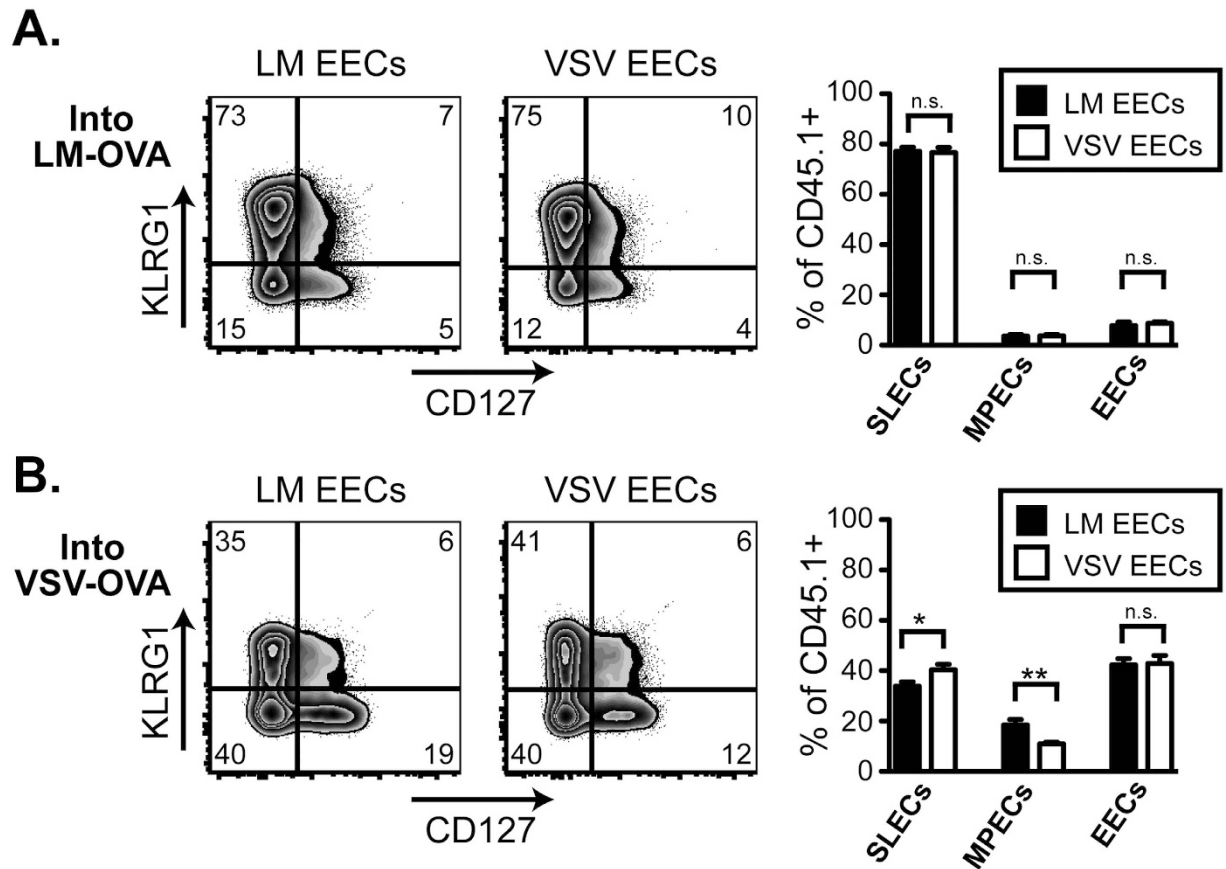 A.
LM EECs
VSV EECs
Into
LM-OVA
73
7
15
5
75
10
12
4
KLRG1
CD127
% of CD45.1+
100
80
60
40
20
0
n.s.
n.s.
n.s.
LM EECs
VSV EECs
SLECs
MPECs
EECs
B.
LM EECs
VSV EECs
Into
VSV-OVA
35
6
40
19
41
6
40
12
KLRG1
CD127
% of CD45.1+
100
80
60
40
20
0
*
**
n.s.
LM EECs
VSV EECs
SLECs
MPECs
EECs